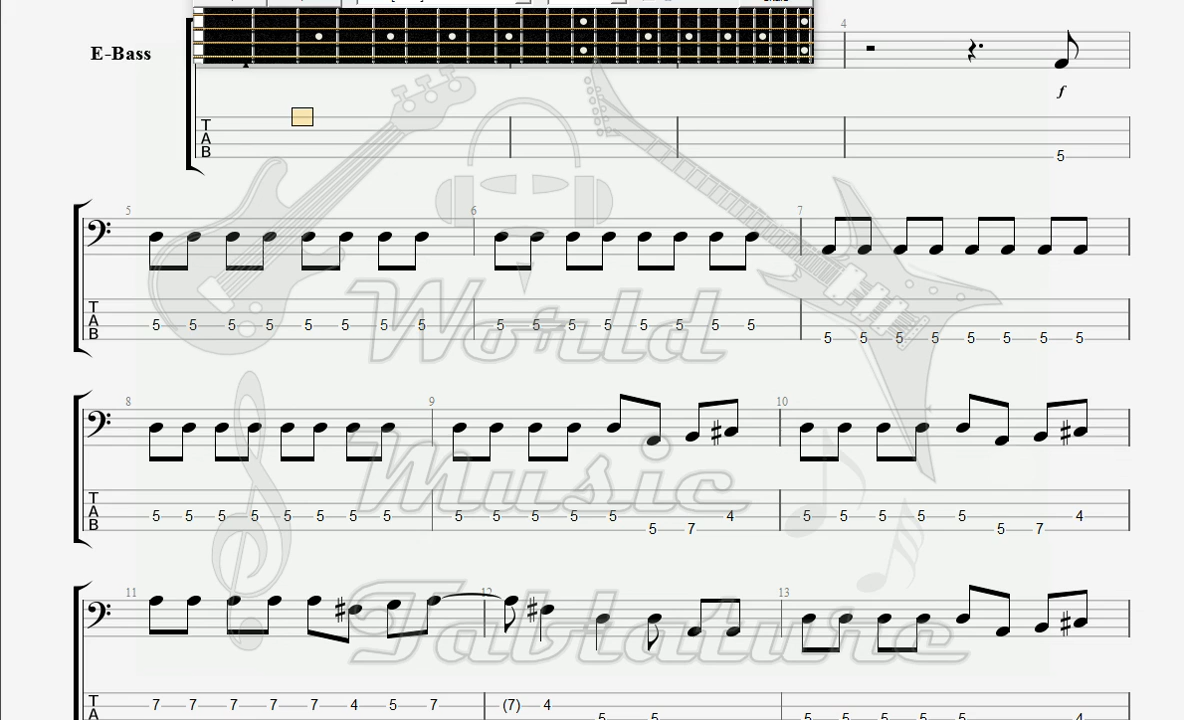 4
E-Bass
f
T
A
B
5
5 6 7
T
A
B
5 5 5 5 5 5 5 5 5 5 5 5 5 5 5 5
5 5 5 5 5 5 5 5
World
8 9 10
T
A
B
5 5 5 5 5 5 5 5 5 5 5 5 5 4 5 5 5 5 5 4
5 7 5 7
Music
11 12 13
Tablature
T
A
7 7 7 7 7 4 5 7 (7) 4
5 5 5 5 5 5 5 4